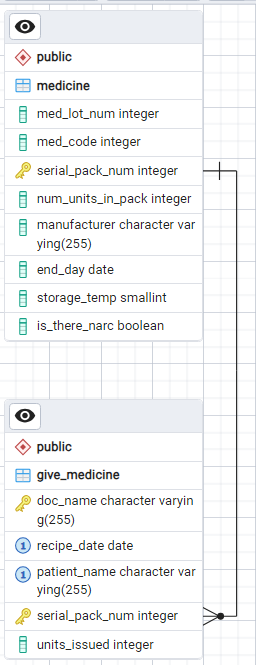 public
medicine
med_lot_num integer
med_code integer
serial_pack_num integer
num_units_in_pack integer
manufacturer character var
ying(255)
end_day date
storage_temp smallint
is_there_narc boolean
public
give_medicine
doc_name character varyin
g(255)
1 recipe_date date
1 patient_name character var
ying(255)
serial_pack_num integer
units_issued integer